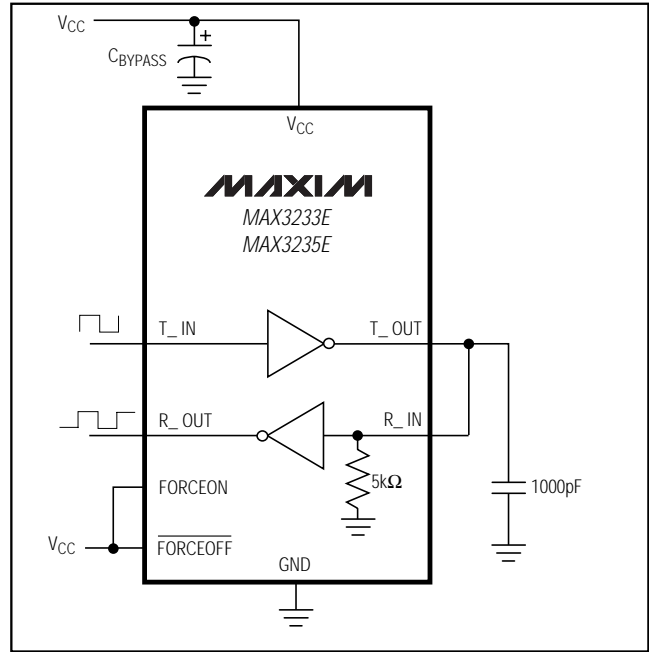 VCC
+
CBYPASS
VCC
MAXIM
MAX3233E
MAX3235E
T_ IN
T_ OUT
R_ OUT
R_ IN
5kΩ
1000pF
FORCEON
VCC
FORCEOFF
GND